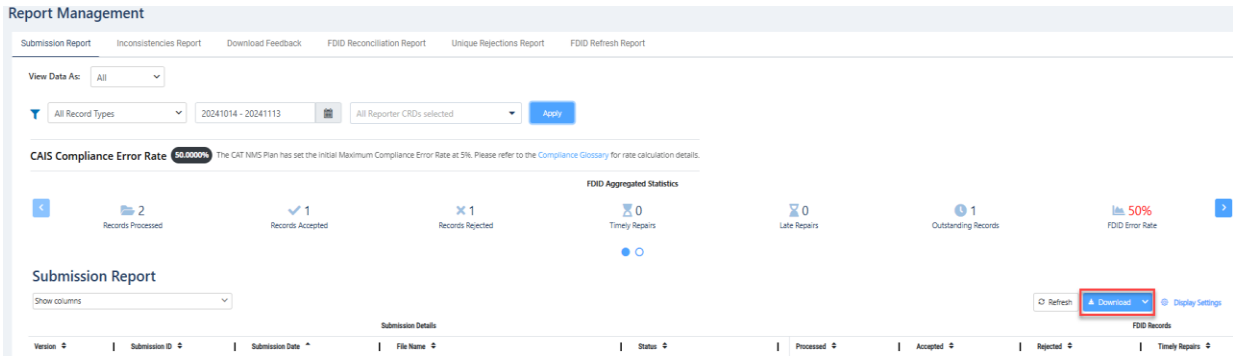 Report Management
Submission Report Inconsistencies Report Download Feedback FDID Reconciliation Report Unique Rejections Report FDID Refresh Report
View Data As: All
All Record Types 20241014 - 20241113 All Reporter CRDs selected Apply
CAIS Compliance Error Rate 50.0000% The CAT NMS Plan has set the initial Maximum Compliance Error Rate at 5%. Please refer to the Compliance Glossary for rate calculation details.
FDID Aggregated Statistics
2 1 1 0 0 1 50%
Records Processed Records Accepted Records Rejected Timely Repairs Late Repairs Outstanding Records FDID Error Rate
Submission Report
Show columns Refresh Download Display Settings
Submission Details FDID Records
Version Submission ID Submission Date File Name Status Processed Accepted Rejected Timely Repairs